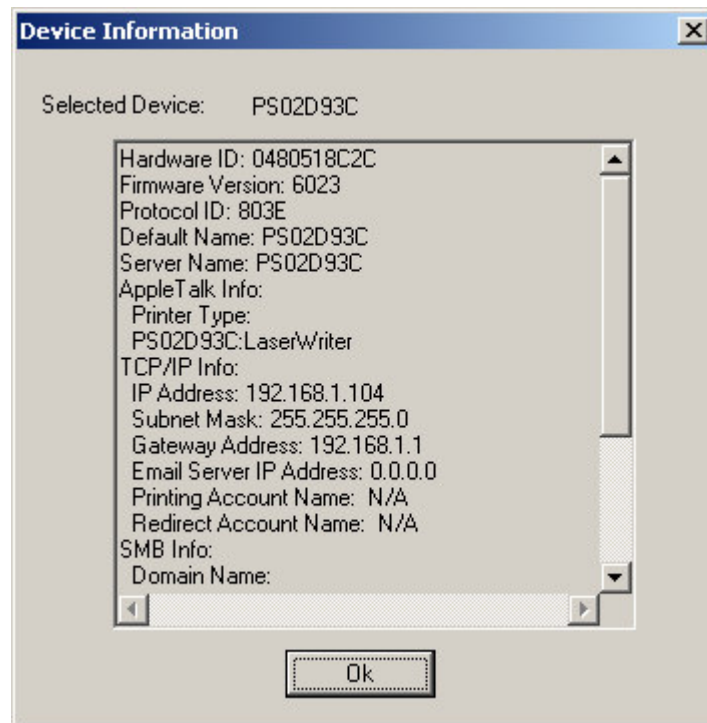 Device Information
Selected Device: PS02D93C
Hardware ID: 0480518C2C
Firmware Version: 6023
Protocol ID: 803E
Default Name: PS02D93C
Server Name: PS02D93C
AppleTalk Info:
Printer Type:
PS02D93C:LaserWriter
TCP/IP Info:
IP Address: 192.168.1.104
Subnet Mask: 255.255.255.0
Gateway Address: 192.168.1.1
Email Server IP Address: 0.0.0.0
Printing Account Name: N/A
Redirect Account Name: N/A
SMB Info:
Domain Name:
Ok